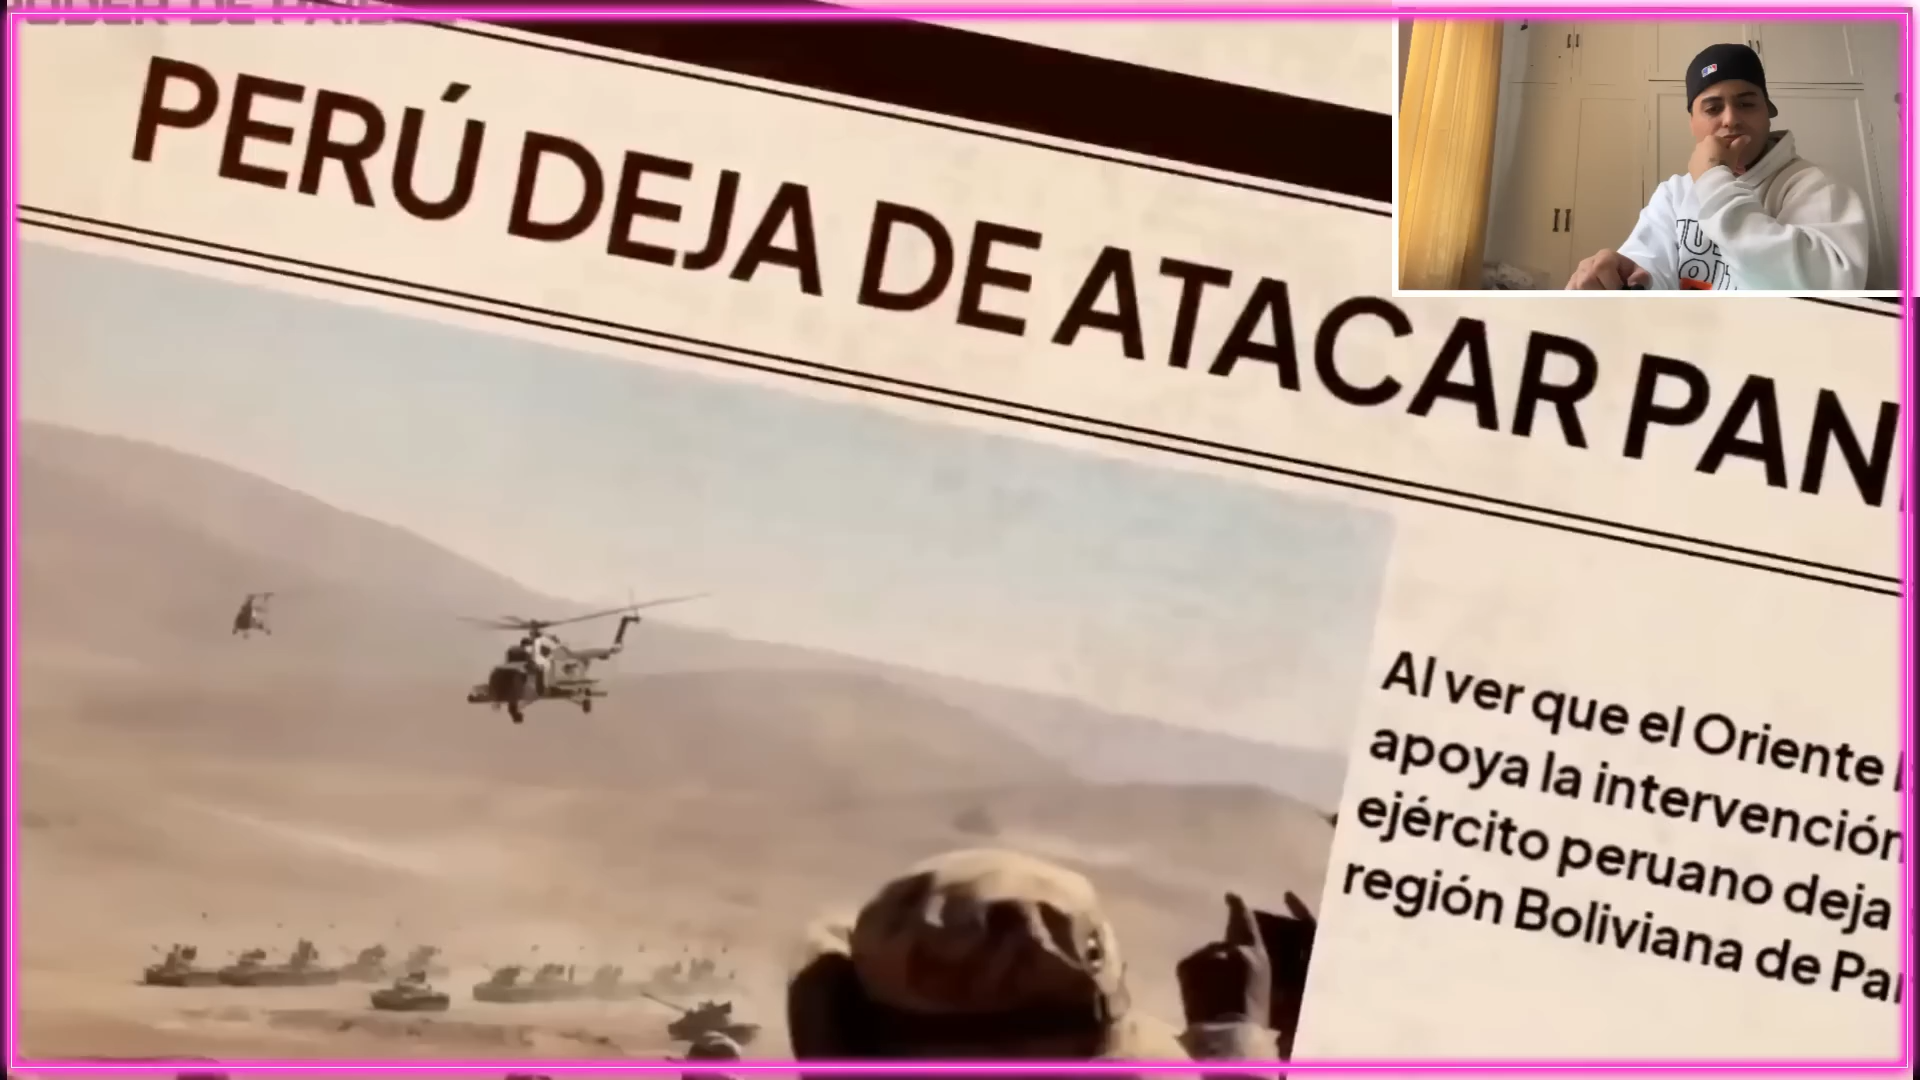 PERÚ DEJA DE ATACAR PAN
Al ver que el Oriente
apoya la intervención
ejército peruano deja
región Boliviana de